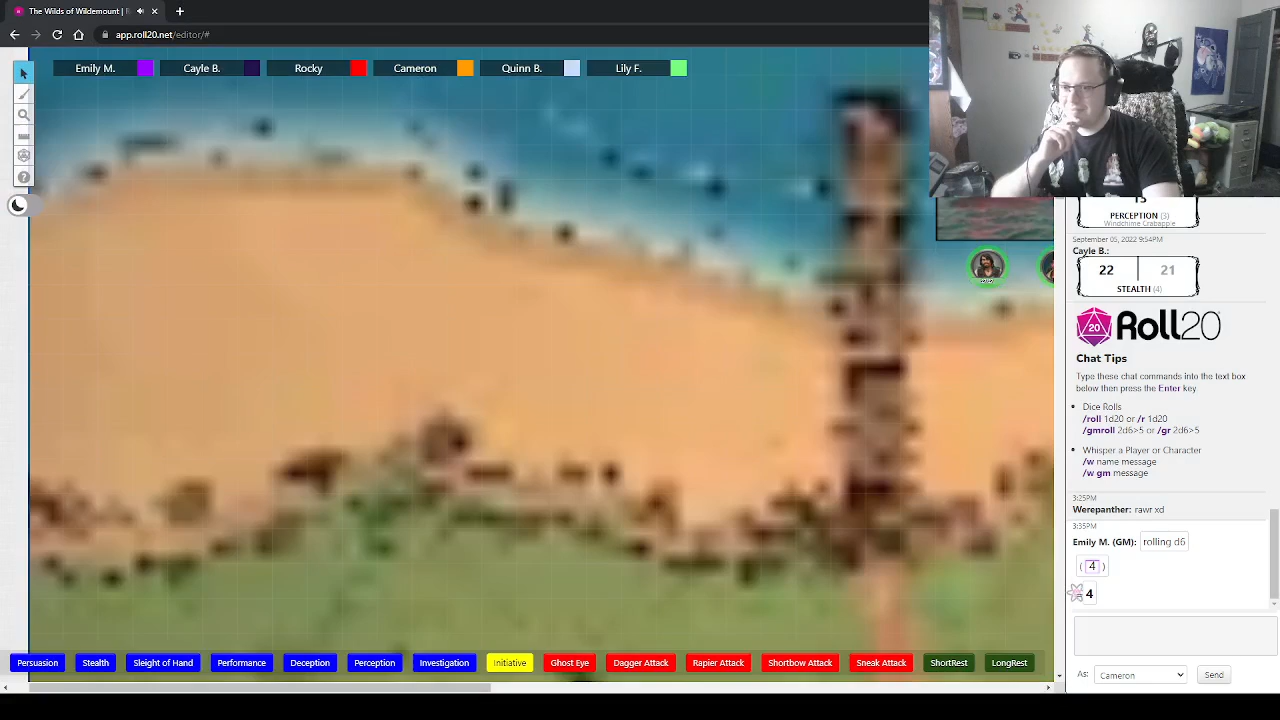 The Wilds of Wildemount |
app.roll20.net/editor/#
Emily M.
Cayle B.
Rocky
Cameron
Quinn B.
Lily F.
15
PERCEPTION (3)
Windchime Crabapple
September 05, 2022 9:54PM
Cayle B.:
22 21
STEALTH (4)
20 Roll20
Chat Tips
Type these chat commands into the text box
below then press the Enter key.
Dice Rolls
/roll 1d20 or /r 1d20
/gmroll 2d6>5 or /gr 2d6>5
Whisper a Player or Character
/w name message
/w gm message
3:25PM
Werepanther: rawr xd
3:35PM
Emily M. (GM): rolling d6
(4)
=4
As: Cameron Send
Persuasion Stealth Sleight of Hand Performance Deception Perception Investigation Initiative Ghost Eye Dagger Attack Rapier Attack Shortbow Attack Sneak Attack ShortRest LongRest